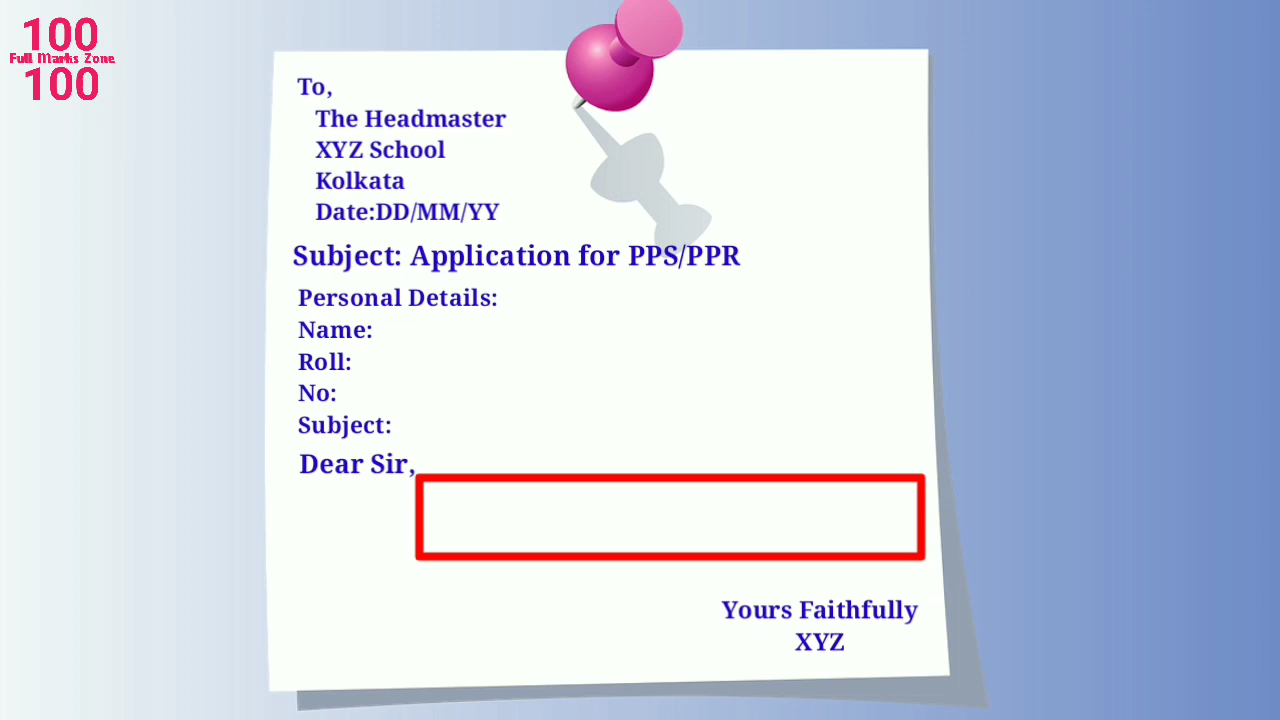 100
Full Marks Zone
100
To,
The Headmaster
XYZ School
Kolkata
Date:DD/MM/YY
Subject: Application for PPS/PPR
Personal Details:
Name:
Roll:
No:
Subject:
Dear Sir,
Yours Faithfully
XYZ